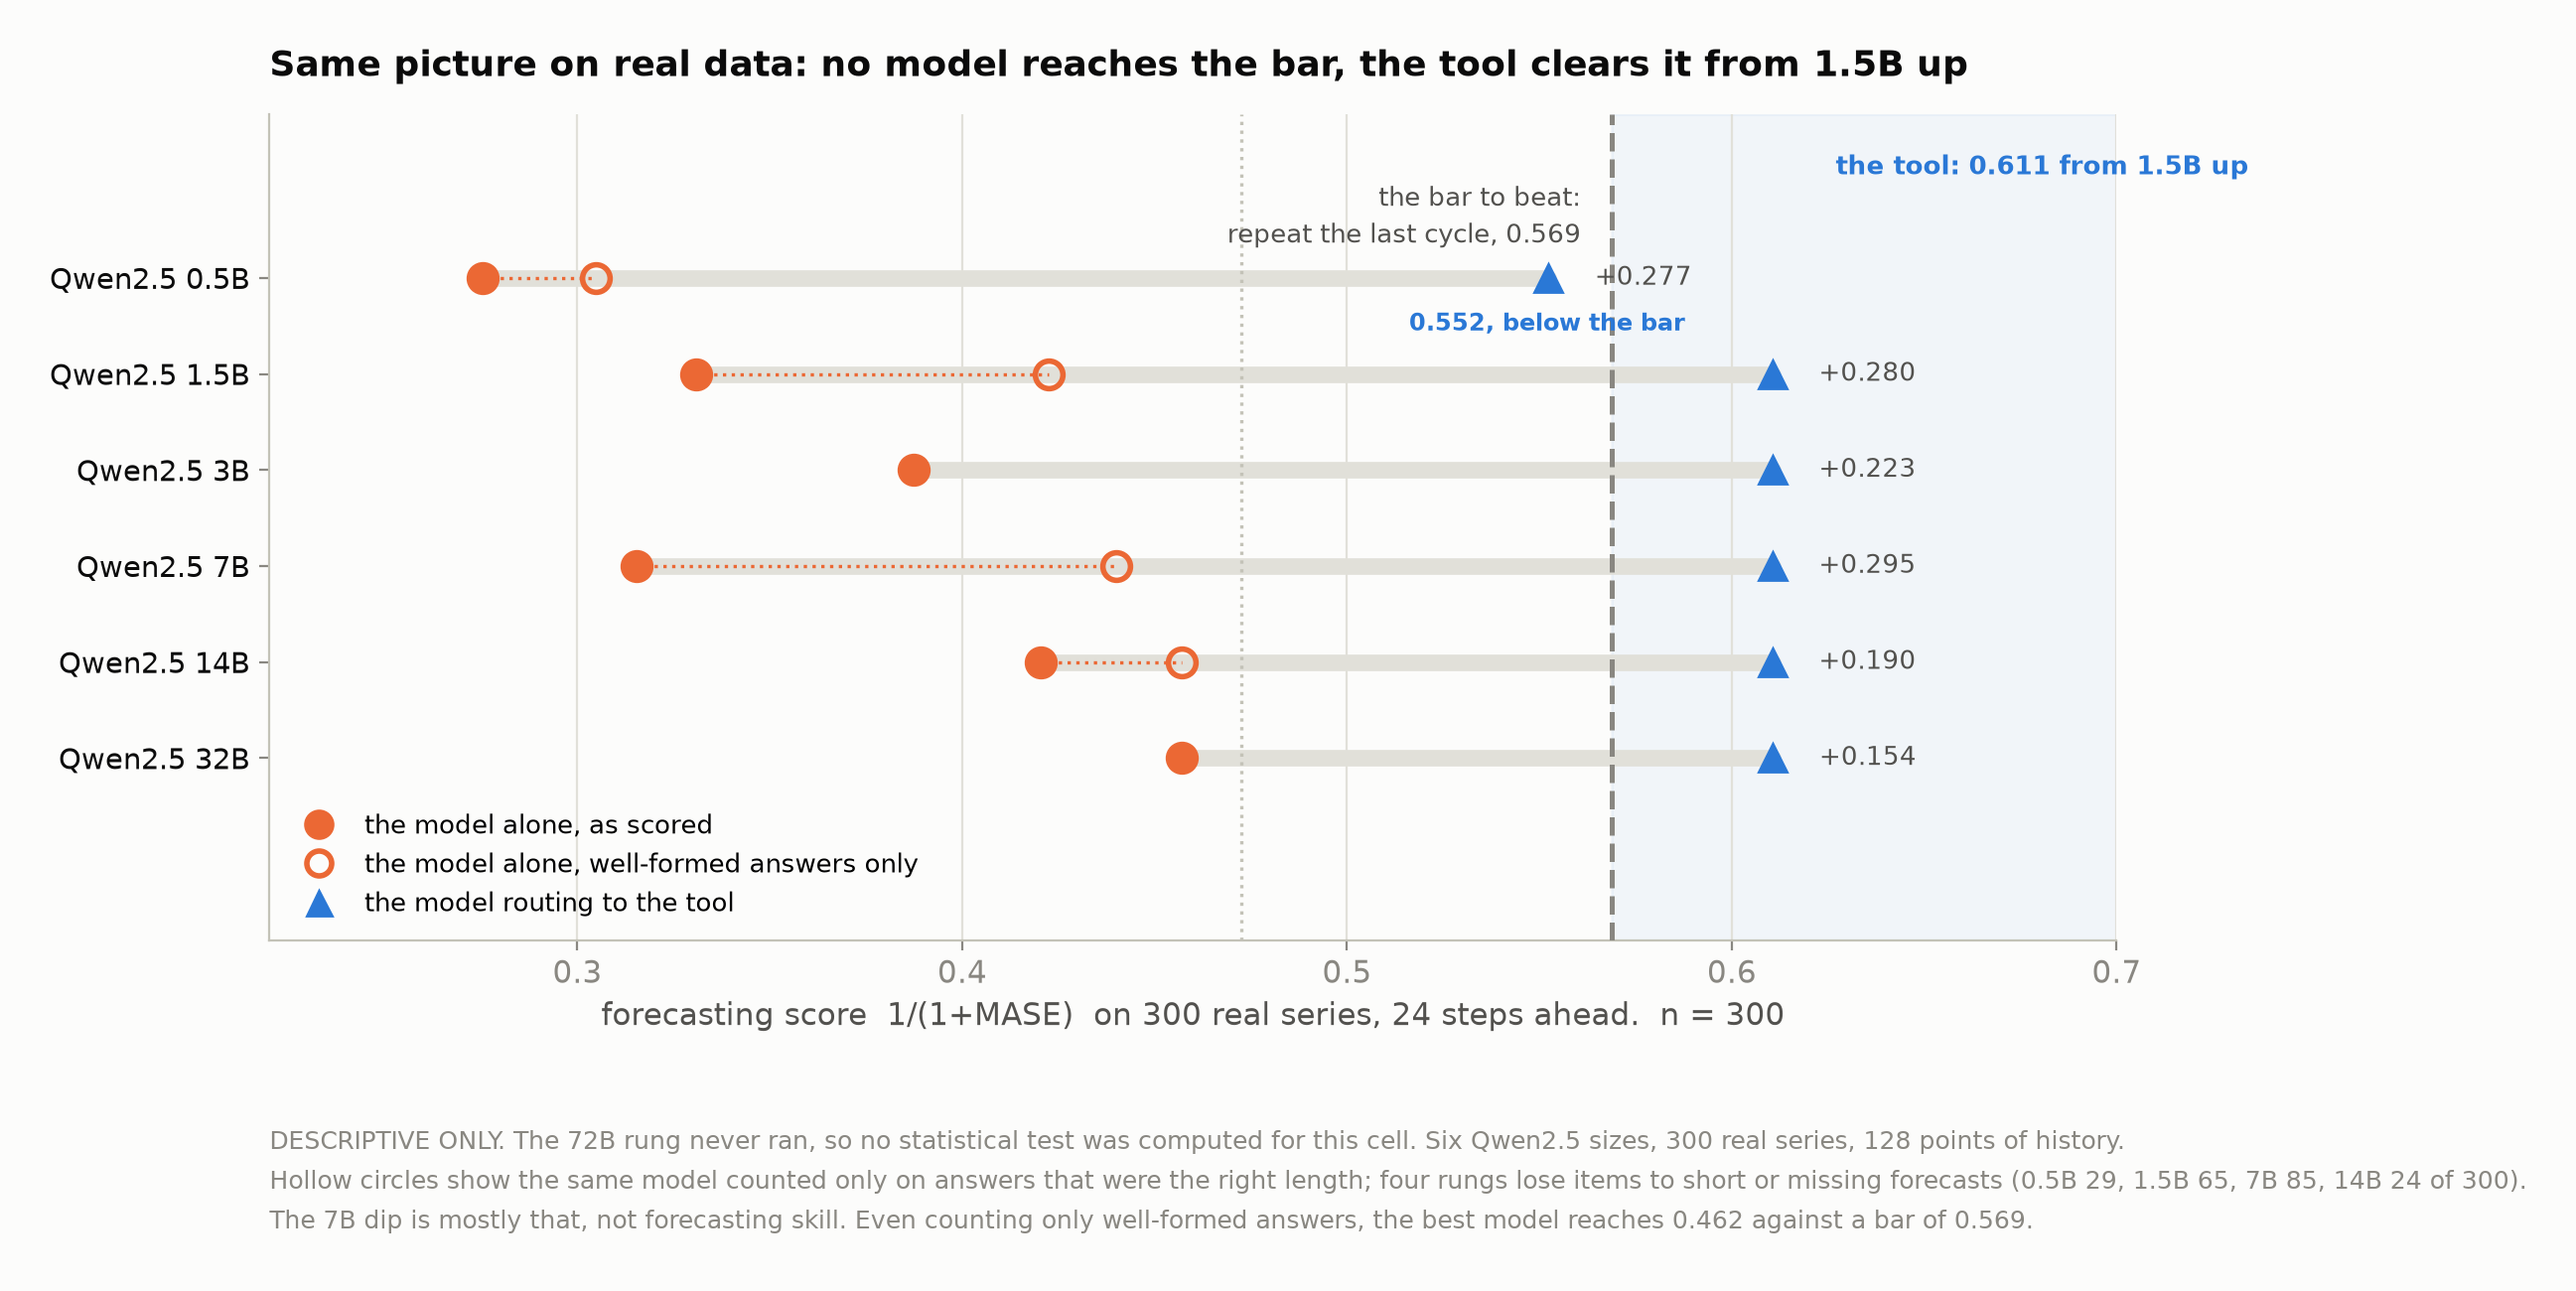 Same picture on real data: no model reaches the bar, the tool clears it from 1.5B up
the tool: 0.611 from 1.5B up
the bar to beat:
repeat the last cycle, 0.569
Qwen2.5 0.5B
+0.277
0.552, below the bar
Qwen2.5 1.5B
+0.280
Qwen2.5 3B
+0.223
Qwen2.5 7B
+0.295
Qwen2.5 14B
+0.190
Qwen2.5 32B
+0.154
the model alone, as scored
the model alone, well-formed answers only
the model routing to the tool
0.3 0.4 0.5 0.6 0.7
forecasting score 1/(1+MASE) on 300 real series, 24 steps ahead. n = 300
DESCRIPTIVE ONLY. The 72B rung never ran, so no statistical test was computed for this cell. Six Qwen2.5 sizes, 300 real series, 128 points of history.
Hollow circles show the same model counted only on answers that were the right length; four rungs lose items to short or missing forecasts (0.5B 29, 1.5B 65, 7B 85, 14B 24 of 300).
The 7B dip is mostly that, not forecasting skill. Even counting only well-formed answers, the best model reaches 0.462 against a bar of 0.569.